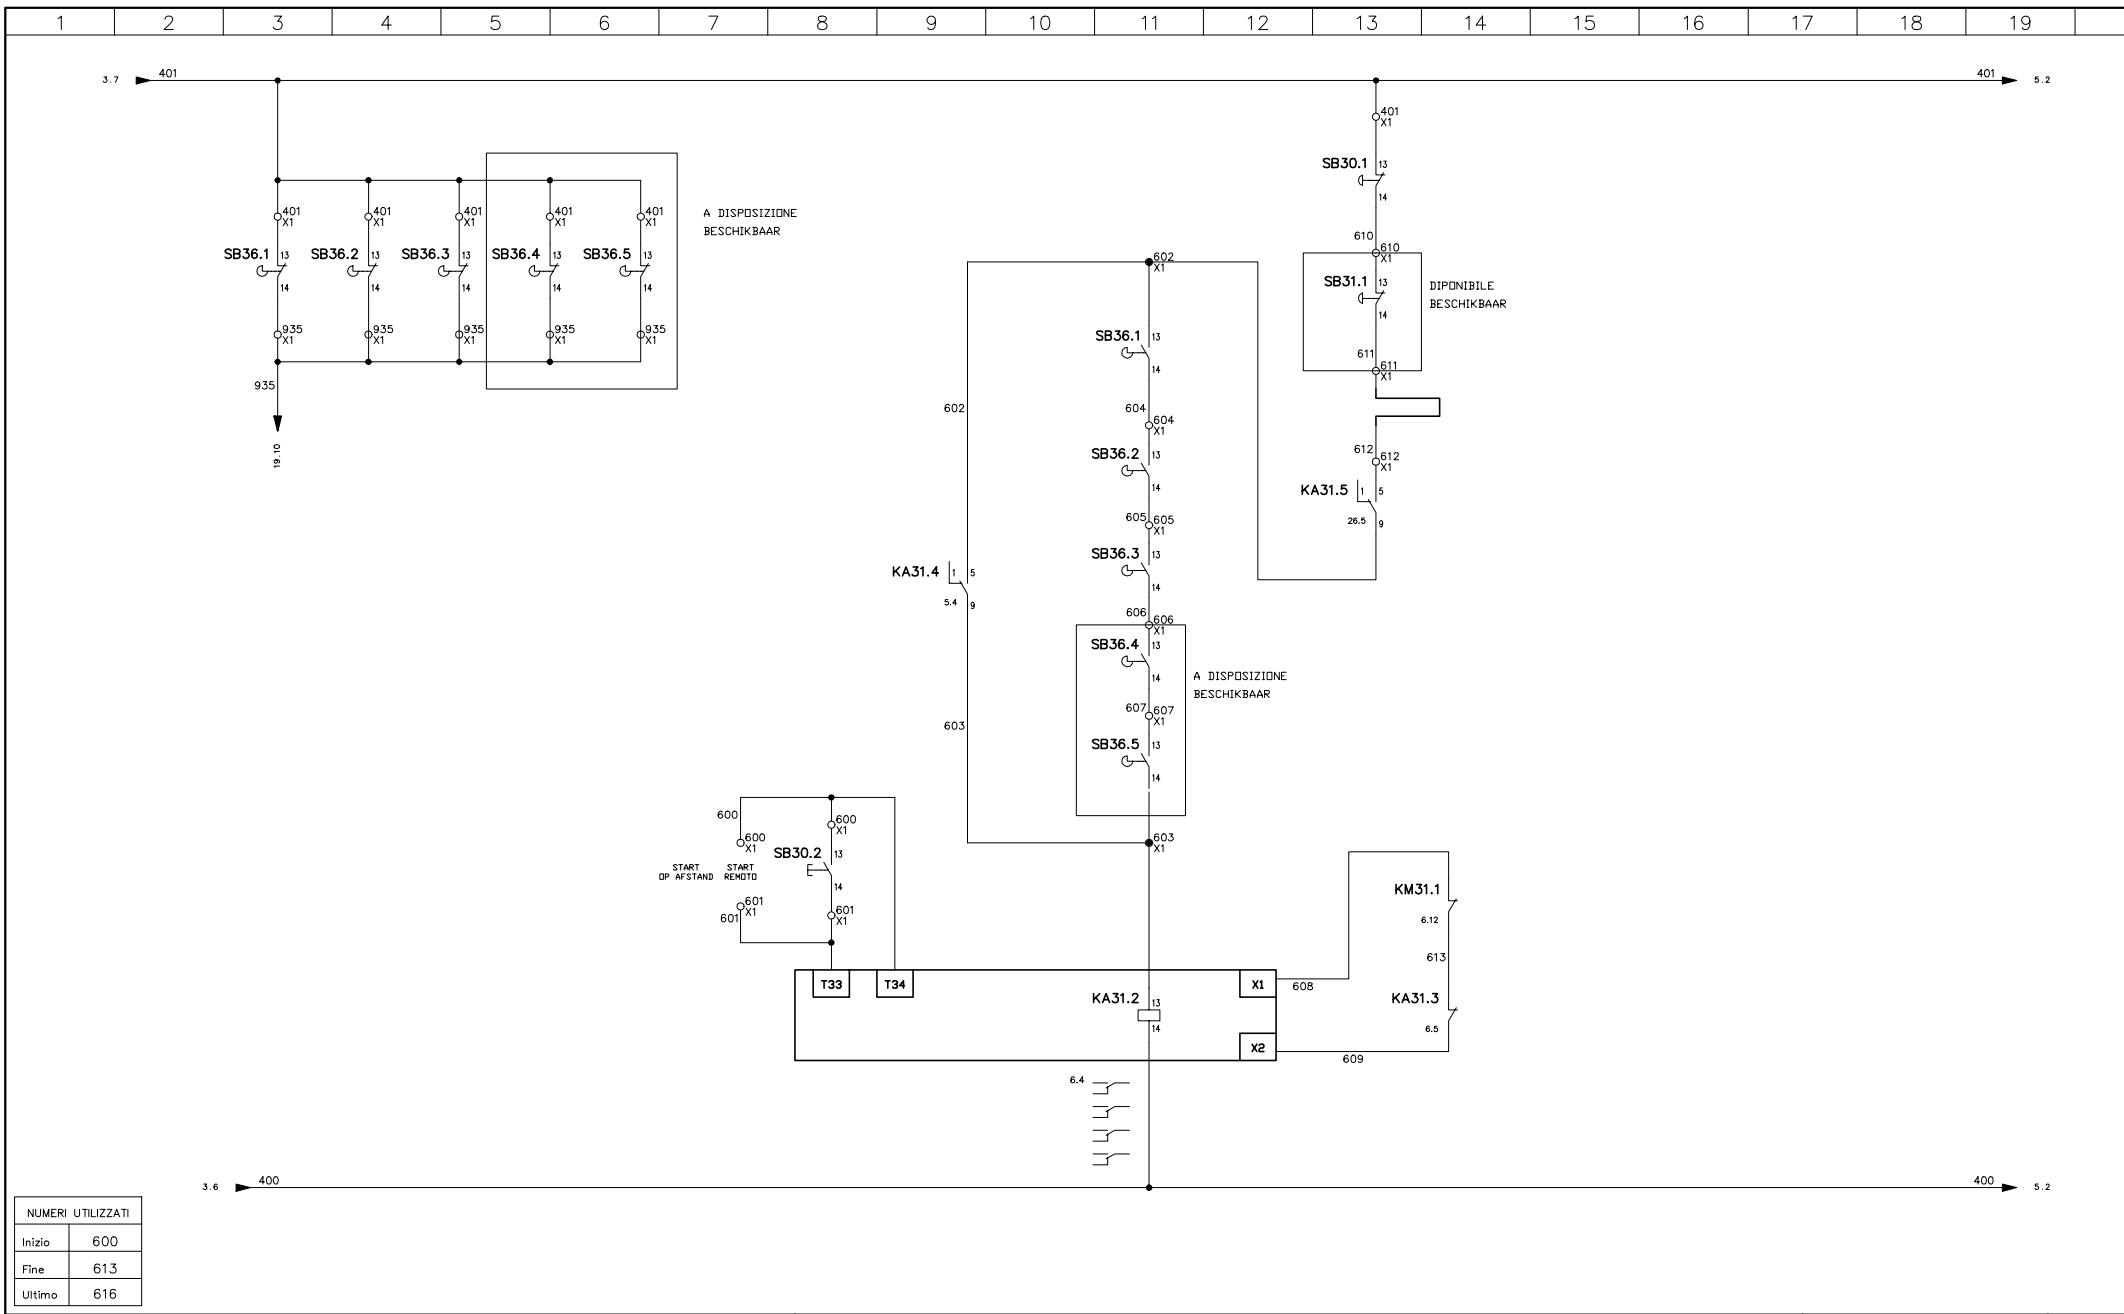 1 2 3 4 5 6 7 8 9 10 11 12 13 14 15 16 17 18 19
3.7 401 401 5.2
401
X1
SB30.1 13
14
401 X1 401 X1 401 X1 401 X1 401 X1
A DISPOSIZIONE
BESCHIKBAAR
SB36.1 13 SB36.2 13 SB36.3 13 SB36.4 13 SB36.5 13
14 14 14 14 14
935 X1 935 X1 935 X1 935 X1 935 X1
935
19.10
610 610
X1
SB31.1 13
14
DIPONIBILE
BESCHIKBAAR
611 611
X1
612 612
X1
KA31.5 1 5
26.5 9
602
X1
SB36.1 13
14
602
604 604
X1
SB36.2 13
14
605 605
X1
SB36.3 13
14
KA31.4 1 5
5.4 9
606 606
X1
SB36.4 13
14
A DISPOSIZIONE
BESCHIKBAAR
607 607
X1
603
SB36.5 13
14
603
X1
600
600
X1
600
X1
SB30.2 13
14
START START
OP AFSTAND REMOTO
601
X1
601
601
X1
KM31.1
6.12
613
KA31.3
6.5
T33 T34 X1 608
KA31.2 13
14
X2 609
6.4
3.6 400 400 5.2
NUMERI UTILIZZATI
Inizio 600
Fine 613
Ultimo 616